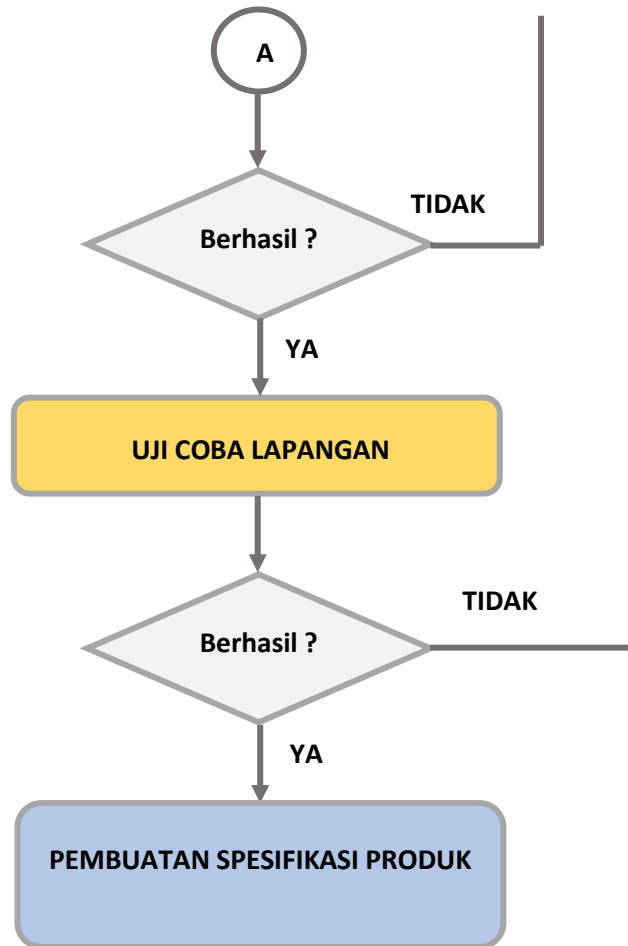 A
TIDAK
Berhasil ?
YA
UJI COBA LAPANGAN
TIDAK
Berhasil ?
YA
PEMBUATAN SPESIFIKASI PRODUK